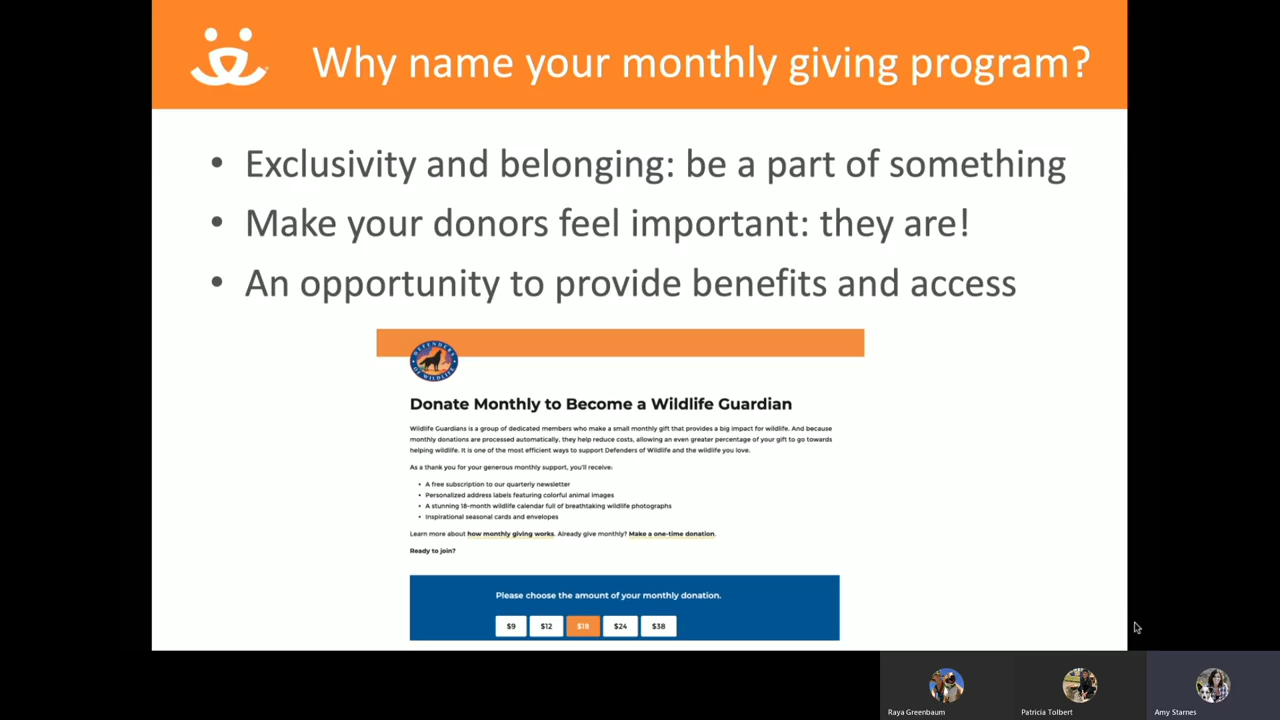 Why name your monthly giving program?
• Exclusivity and belonging: be a part of something
• Make your donors feel important: they are!
• An opportunity to provide benefits and access
DEFENDERS OF WILDLIFE
Donate Monthly to Become a Wildlife Guardian
Wildlife Guardians is a group of dedicated members who make a small monthly gift that provides a big impact for wildlife. And because
monthly donations are processed automatically, they help reduce costs, allowing an even greater percentage of your gift to go towards
helping wildlife. It is one of the most efficient ways to support Defenders of Wildlife and the wildlife you love.
As a thank you for your generous monthly support, you'll receive:
• A free subscription to our quarterly newsletter
• Personalized address labels featuring colorful animal images
• A stunning 18-month wildlife calendar full of breathtaking wildlife photographs
• Inspirational seasonal cards and envelopes
Learn more about how monthly giving works. Already give monthly? Make a one-time donation.
Ready to join?
Please choose the amount of your monthly donation.
$9 $12 $18 $24 $38
Raya Greenbaum Patricia Tolbert Amy Starnes